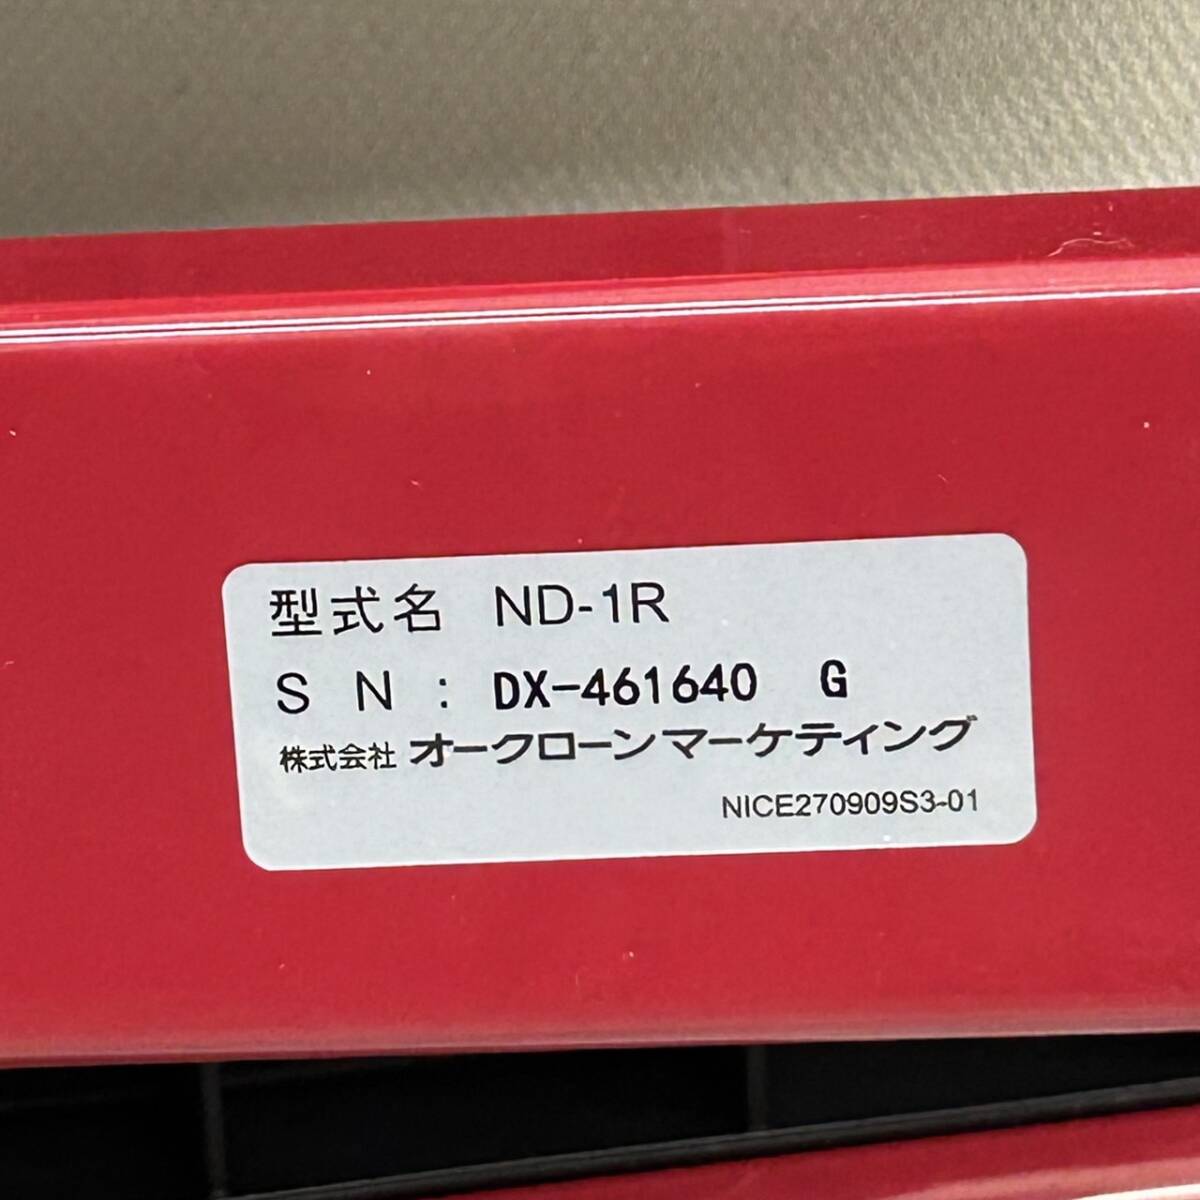 型式名 ND-1R
S N : DX-461640 G
株式会社 オークローンマーケティング
NICE270909S3-01